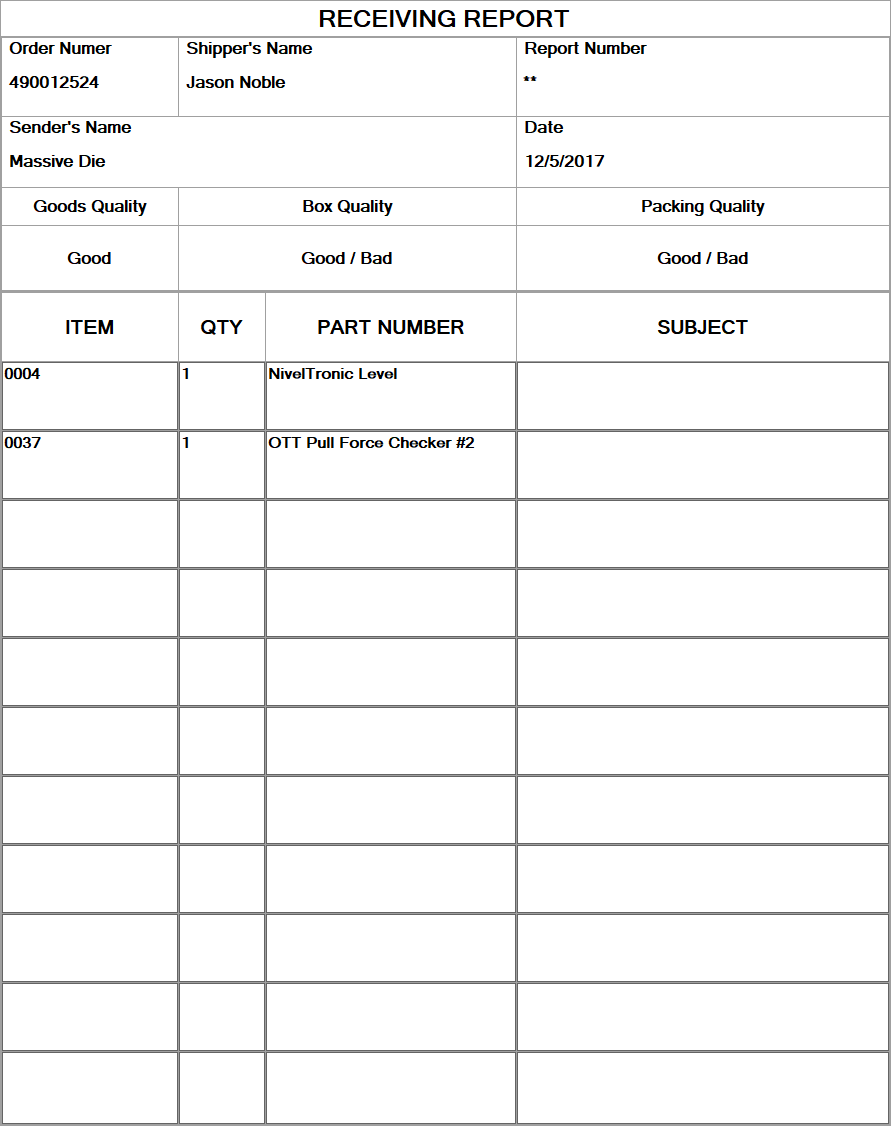 RECEIVING REPORT
Order Numer Shipper's Name Report Number
490012524 Jason Noble **
Sender's Name Date
Massive Die 12/5/2017
Goods Quality Box Quality Packing Quality
Good Good / Bad Good / Bad
ITEM QTY PART NUMBER SUBJECT
0004 1 NivelTronic Level
0037 1 OTT Pull Force Checker #2